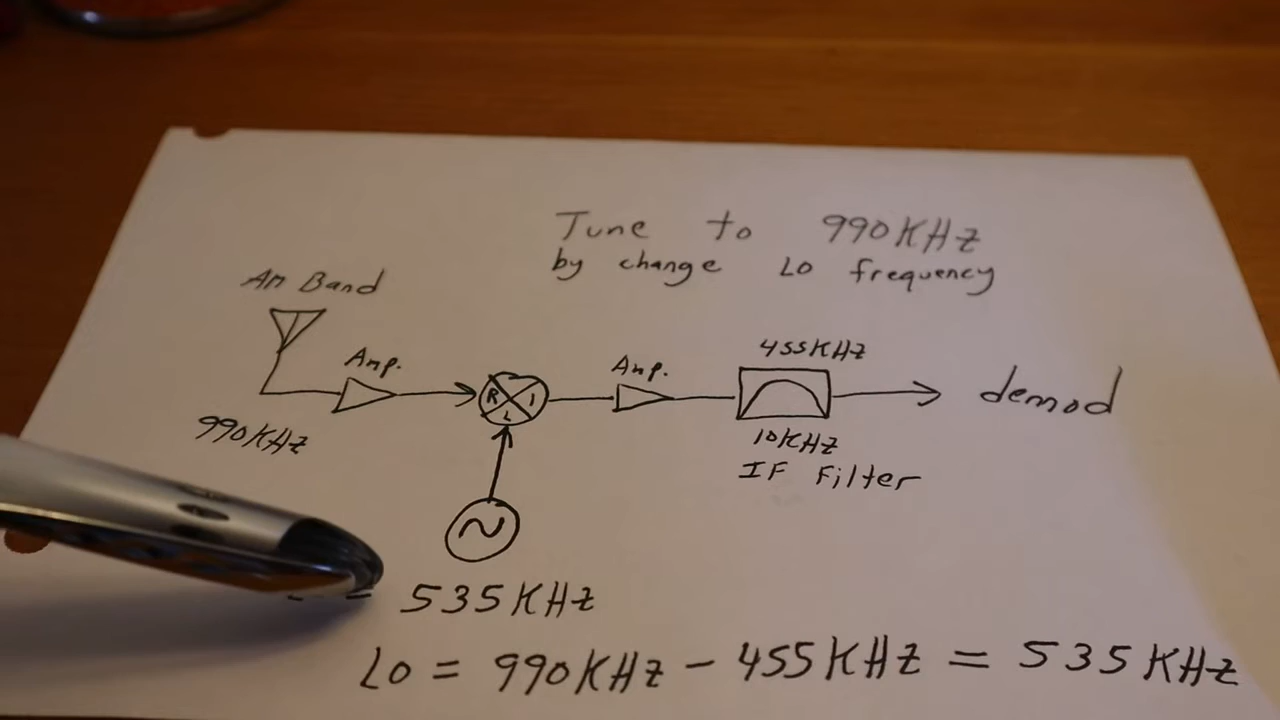 Tune to 990KHz
by change LO frequency
Am Band
Amp.
Amp.
455KHz
R
I
L
demod
990KHz
10KHz
IF Filter
535KHz
LO = 990KHz - 455KHz = 535KHz